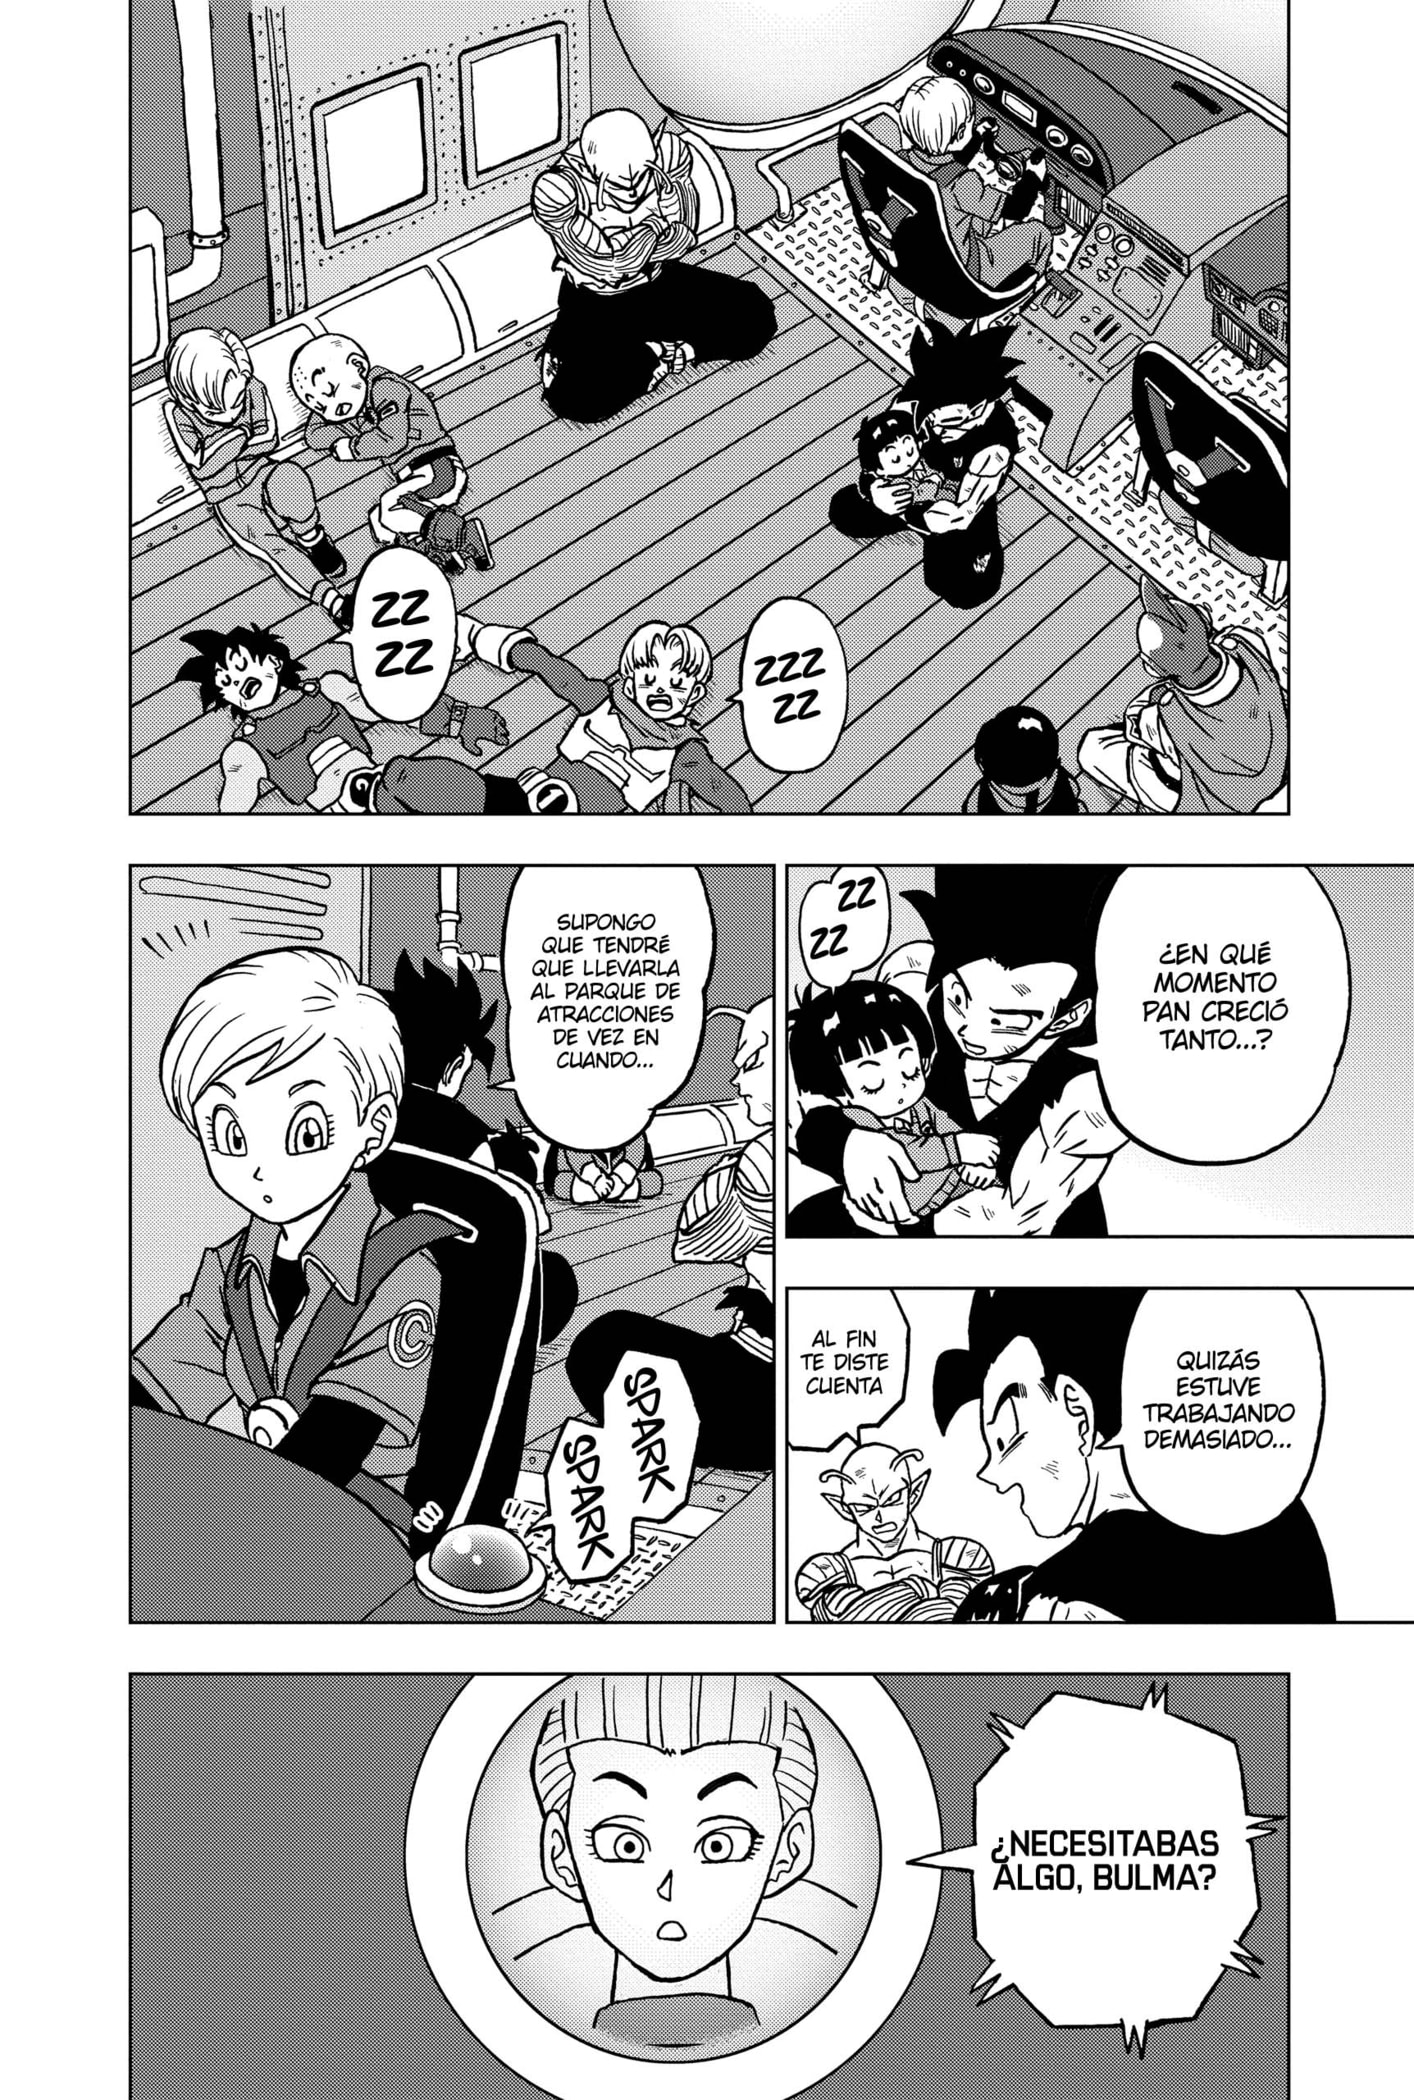 ZZ
ZZ
ZZZ
ZZ
¿EN QUÉ
MOMENTO
PAN CRECIÓ
TANTO...?
ZZ
ZZ
QUIZÁS
ESTUVE
TRABAJANDO
DEMASIADO...
AL FIN
TE DISTE
CUENTA
SUPONGO
QUE TENDRÉ
QUE LLEVARLA
AL PARQUE DE
ATRACCIONES
DE VEZ EN
CUANDO...
C
SPARK
SPARK
¿NECESITABAS
ALGO, BULMA?